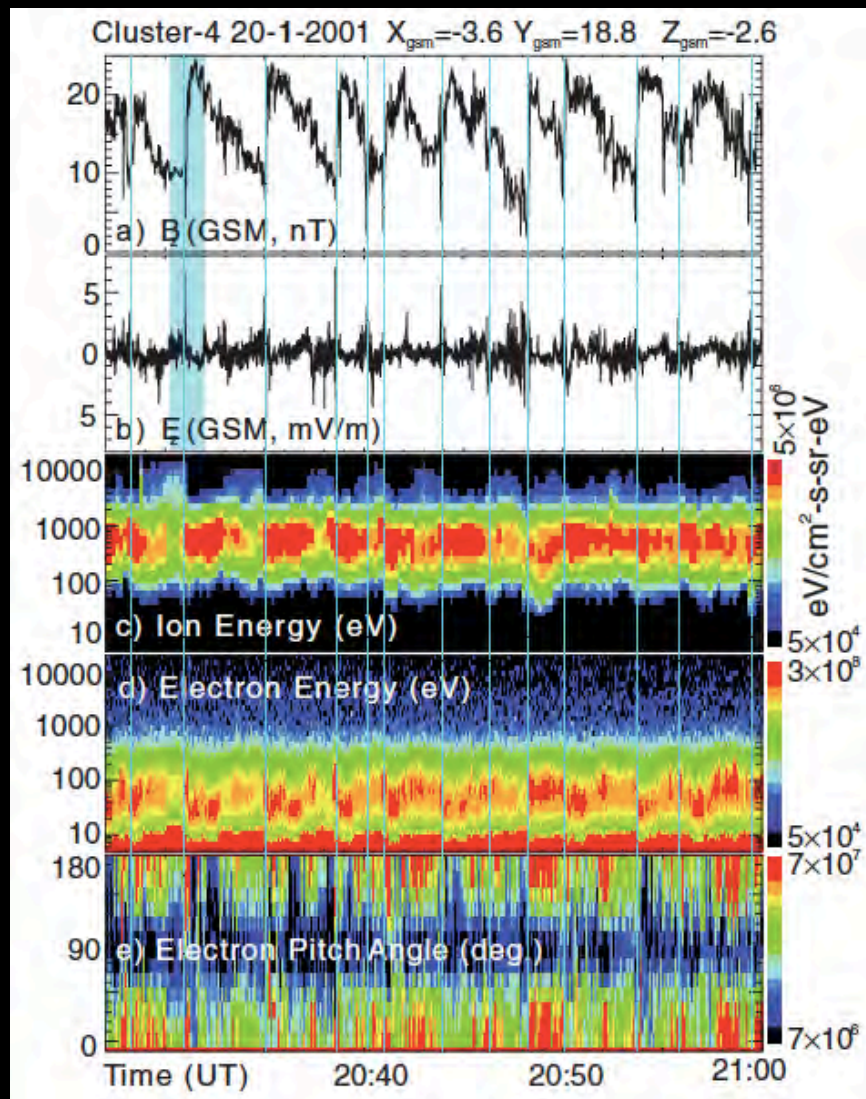 Cluster-4 20-1-2001 Xgsm=-3.6 Ygsm=18.8 Zgsm=-2.6
20
10
0
a) Bz (GSM, nT)
5
0
5
b) Ez (GSM, mV/m)
10000
1000
100
10
c) Ion Energy (eV)
5×10⁶
5×10⁴
eV/cm²-s-sr-eV
10000
1000
100
10
d) Electron Energy (eV)
3×10⁸
5×10⁴
180
90
0
e) Electron Pitch Angle (deg.)
7×10⁷
7×10⁶
Time (UT) 20:40 20:50 21:00